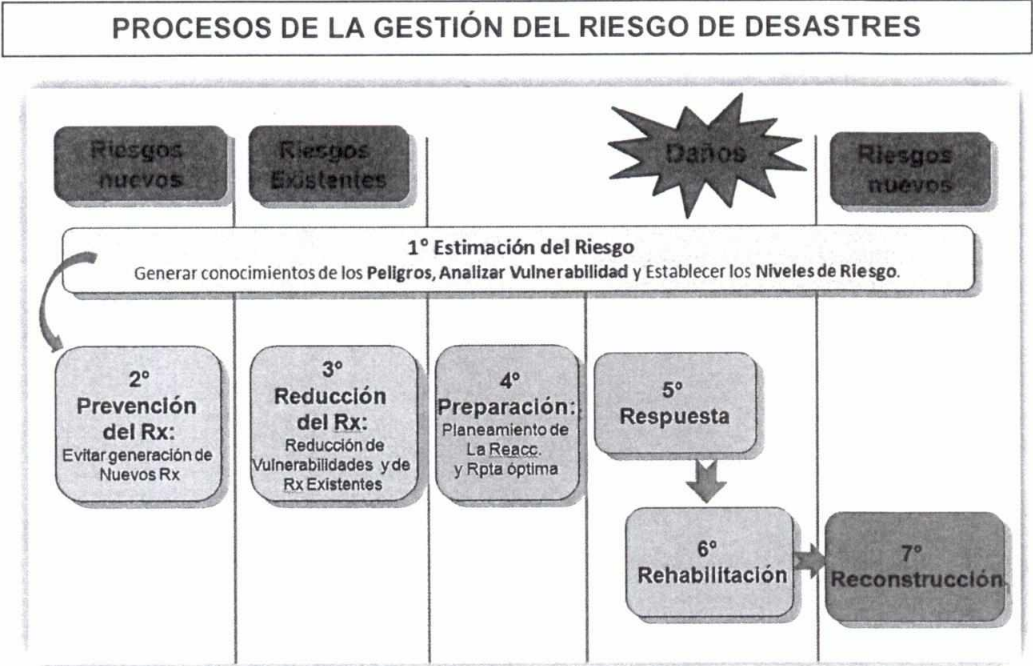 PROCESOS DE LA GESTIÓN DEL RIESGO DE DESASTRES
Riesgos
nuevos
Riesgos
Existentes
Daños
Riesgos
nuevos
1° Estimación del Riesgo
Generar conocimientos de los Peligros, Analizar Vulnerabilidad y Establecer los Niveles de Riesgo.
2°
Prevención
del Rx:
Evitar generación de
Nuevos Rx
3°
Reducción
del Rx:
Reducción de
Vulnerabilidades y de
Rx Existentes
4°
Preparación:
Planeamiento de
La Reacc.
y Rpta óptima
5°
Respuesta
6°
Rehabilitación
7°
Reconstrucción